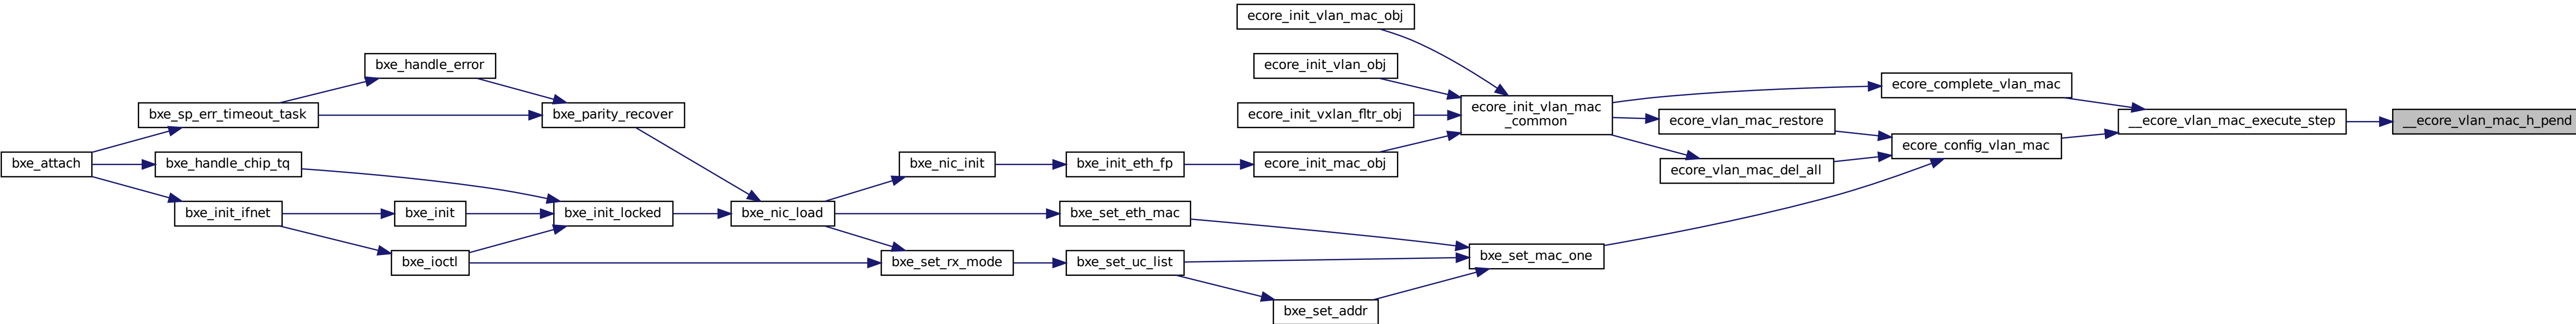 ecore_init_vlan_mac_obj
bxe_handle_error
ecore_init_vlan_obj
ecore_complete_vlan_mac
bxe_sp_err_timeout_task
bxe_parity_recover
ecore_init_vxlan_fltr_obj
ecore_init_vlan_mac
_common
ecore_vlan_mac_restore
__ecore_vlan_mac_execute_step
__ecore_vlan_mac_h_pend
bxe_attach
bxe_handle_chip_tq
bxe_nic_init
bxe_init_eth_fp
ecore_init_mac_obj
ecore_vlan_mac_del_all
ecore_config_vlan_mac
bxe_init_ifnet
bxe_init
bxe_init_locked
bxe_nic_load
bxe_set_eth_mac
bxe_ioctl
bxe_set_rx_mode
bxe_set_uc_list
bxe_set_mac_one
bxe_set_addr